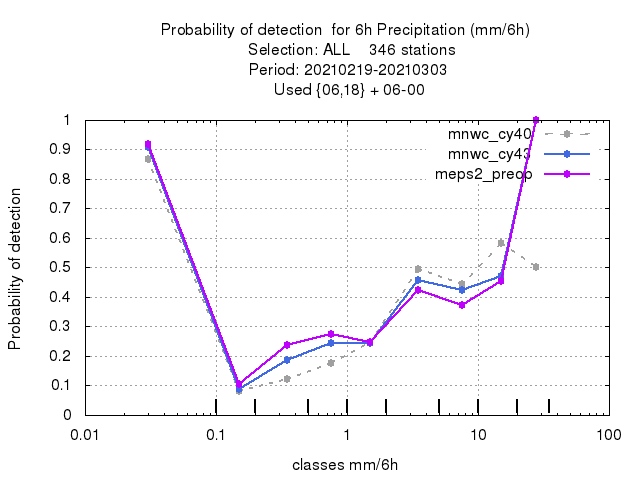 Probability of detection  for 6h Precipitation (mm/6h)
Selection: ALL    346 stations
Period: 20210219-20210303
Used {06,18} + 06-00
mnwc_cy40
mnwc_cy43
meps2_preop
Probability of detection
1
0.9
0.8
0.7
0.6
0.5
0.4
0.3
0.2
0.1
0
0.01 0.1 1 10 100
classes mm/6h